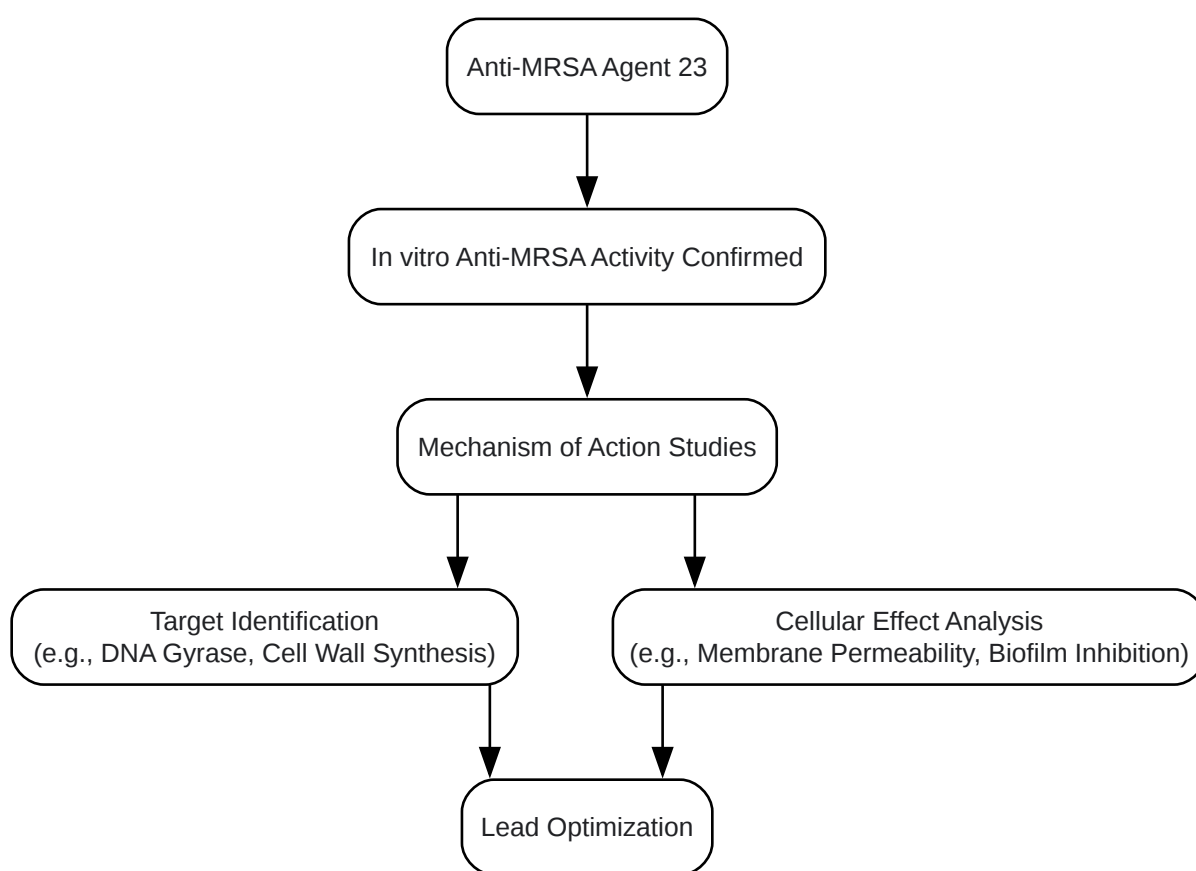 Anti-MRSA Agent 23
In vitro Anti-MRSA Activity Confirmed
Mechanism of Action Studies
Target Identification
(e.g., DNA Gyrase, Cell Wall Synthesis)
Cellular Effect Analysis
(e.g., Membrane Permeability, Biofilm Inhibition)
Lead Optimization